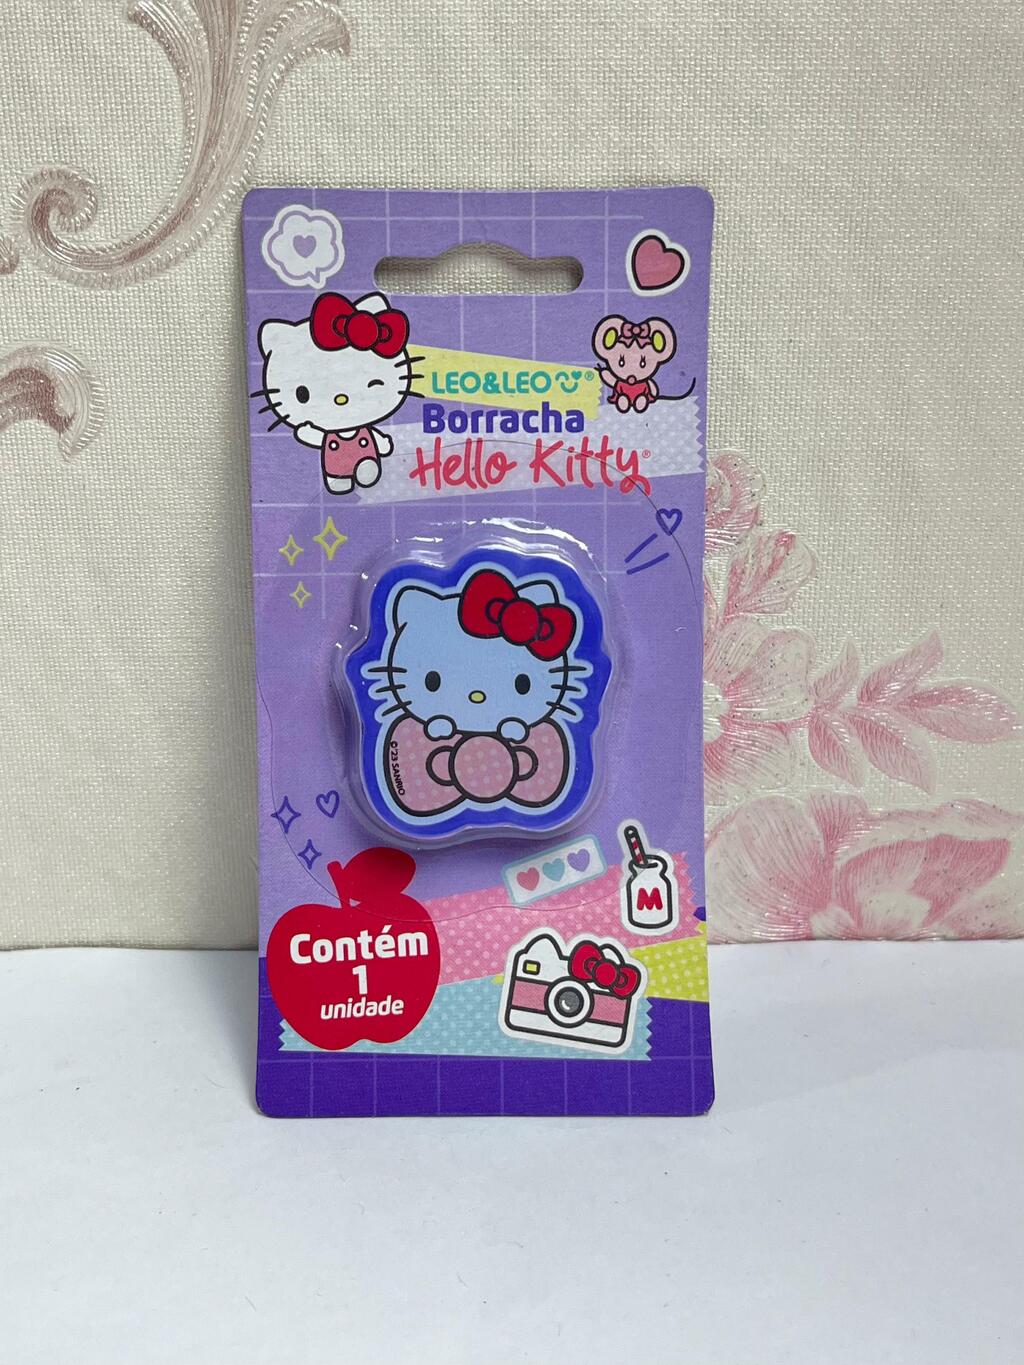 LEO&LEO®
Borracha
Hello Kitty®
©'23 SANRIO
M
Contém
1
unidade